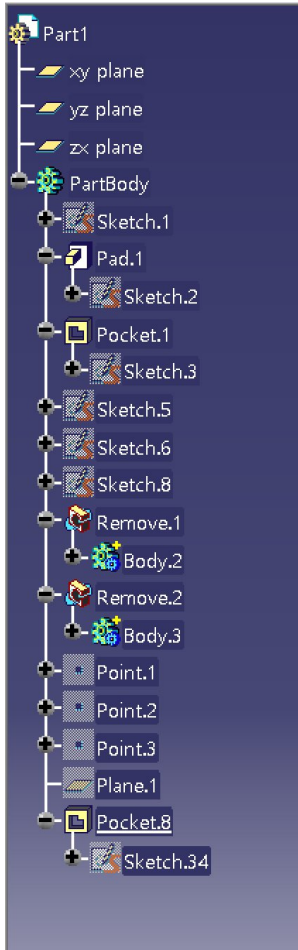 Part1
xy plane
yz plane
zx plane
PartBody
Sketch.1
Pad.1
Sketch.2
Pocket.1
Sketch.3
Sketch.5
Sketch.6
Sketch.8
Remove.1
Body.2
Remove.2
Body.3
Point.1
Point.2
Point.3
Plane.1
Pocket.8
Sketch.34